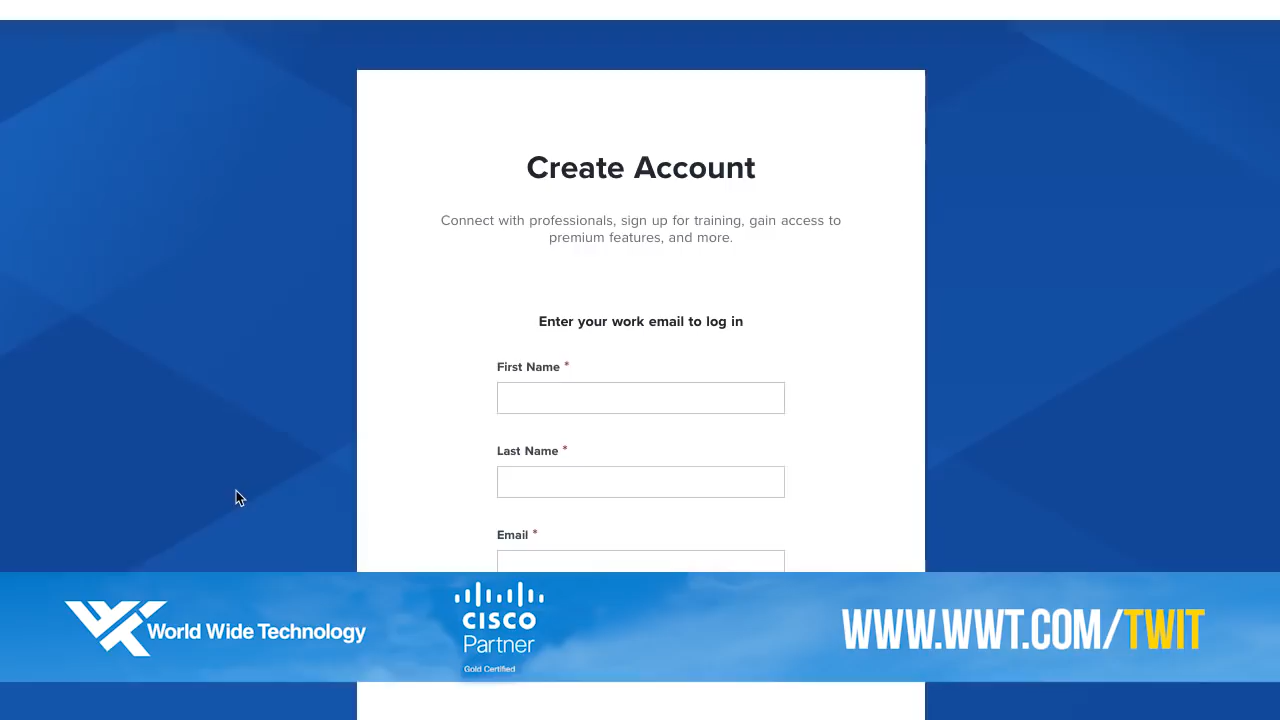 Create Account
Connect with professionals, sign up for training, gain access to
premium features, and more.
Enter your work email to log in
First Name *
Last Name *
Email *
World Wide Technology
CISCO
Partner
Gold Certified
WWW.WWT.COM/TWIT